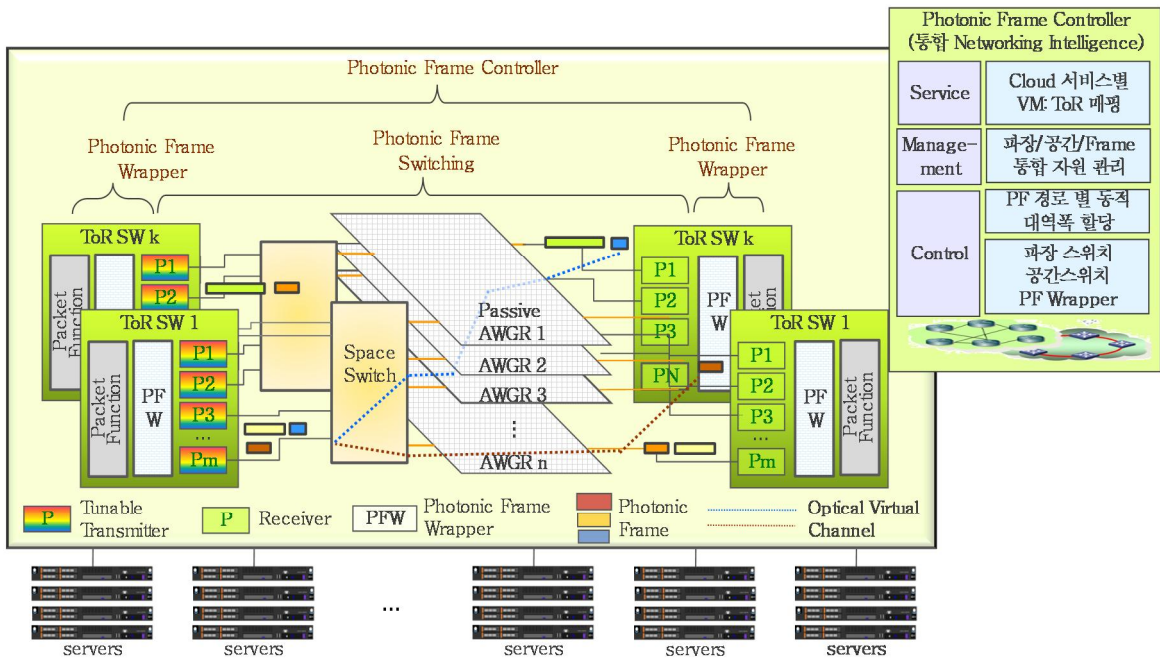 Photonic Frame Controller
(통합 Networking Intelligence)
Service
Cloud 서비스별
VM: ToR 매핑
Manage-
ment
파장/공간/Frame
통합 자원 관리
Control
PF 경로 별 동적
대역폭 할당
파장 스위치
공간스위치
PF Wrapper
Photonic Frame Controller
Photonic Frame
Wrapper
Photonic Frame
Switching
Photonic Frame
Wrapper
ToR SW k
Packet
Function
P1
P2
ToR SW 1
Packet
Function
PF
W
P1
P2
P3
...
Pm
Space
Switch
Passive
AWGR 1
AWGR 2
AWGR 3
⋮
AWGR n
ToR SW k
P1
P2
P3
PN
PF
W
Packet
Function
ToR SW 1
P1
P2
P3
...
Pm
PF
W
Packet
Function
P
Tunable
Transmitter
P
Receiver
PFW
Photonic Frame
Wrapper
Photonic
Frame
Optical Virtual
Channel
...
servers
servers
servers
servers
servers